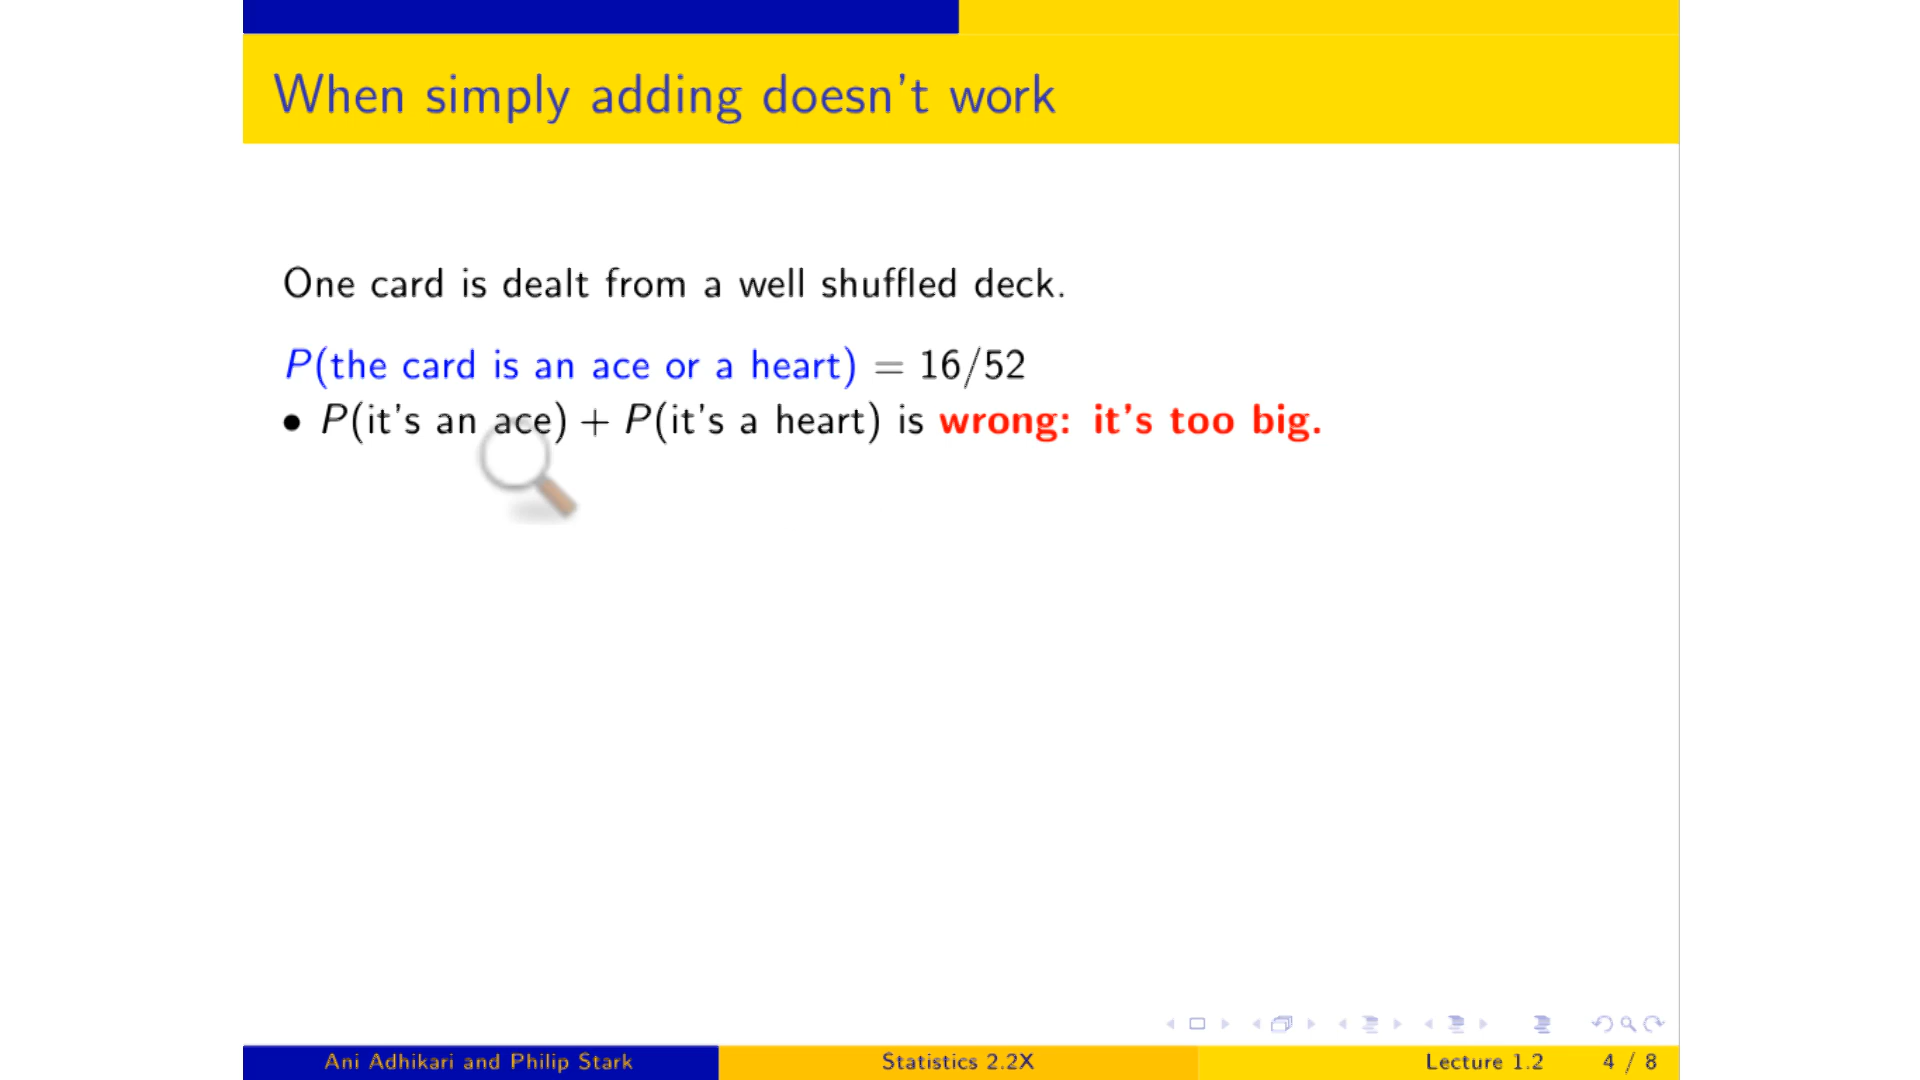 When simply adding doesn't work
One card is dealt from a well shuffled deck.
P(the card is an ace or a heart) = 16/52
• P(it's an ace) + P(it's a heart) is wrong: it's too big.
Ani Adhikari and Philip Stark Statistics 2.2X Lecture 1.2 4 / 8